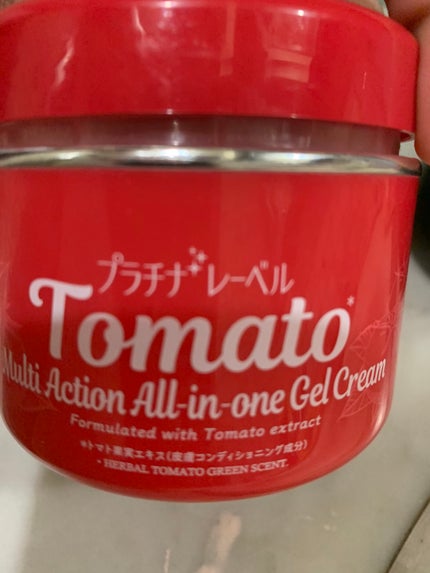 プラチナレーベル
Tomato*
Multi Action All-in-one Gel Cream
Formulated with Tomato extract
*トマト果実エキス(皮膚コンディショニング成分)
・HERBAL TOMATO GREEN SCENT.